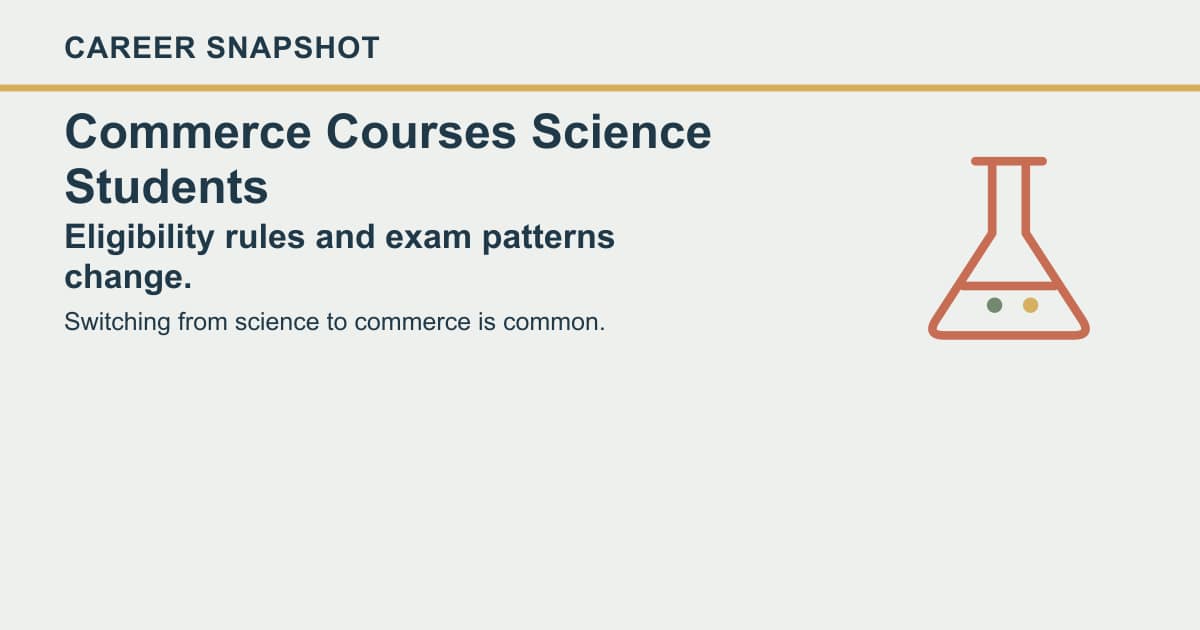 CAREER SNAPSHOT
Commerce Courses Science
Students
Eligibility rules and exam patterns
change.
Switching from science to commerce is common.